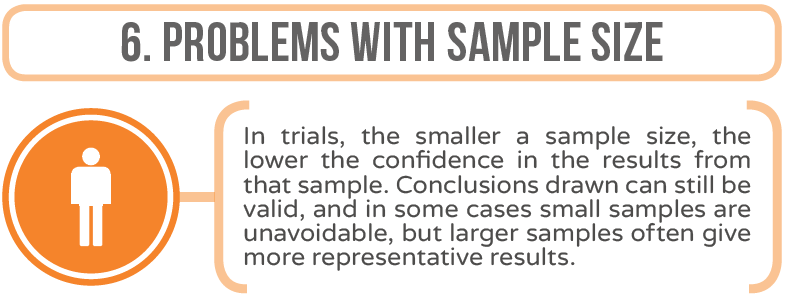 6. PROBLEMS WITH SAMPLE SIZE
In trials, the smaller a sample size, the
lower the confidence in the results from
that sample. Conclusions drawn can still be
valid, and in some cases small samples are
unavoidable, but larger samples often give
more representative results.